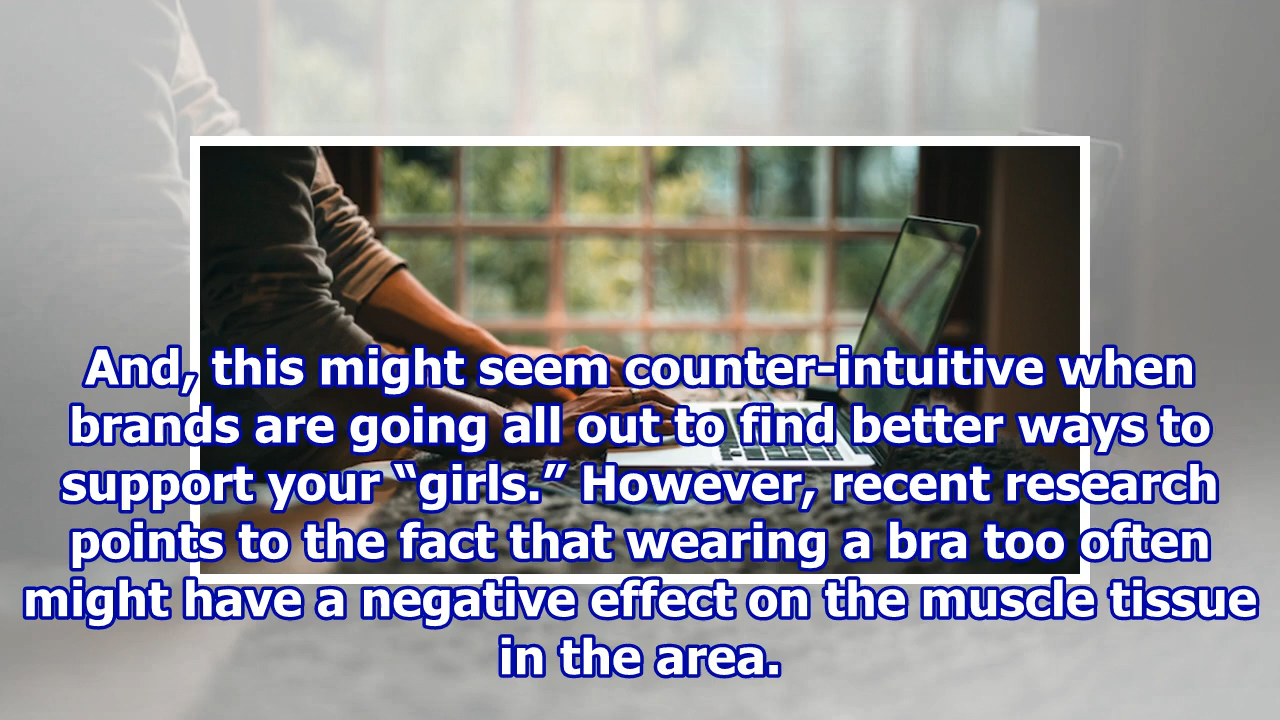 And, this might seem counter-intuitive when
brands are going all out to find better ways to
support your “girls.” However, recent research
points to the fact that wearing a bra too often
might have a negative effect on the muscle tissue
in the area.